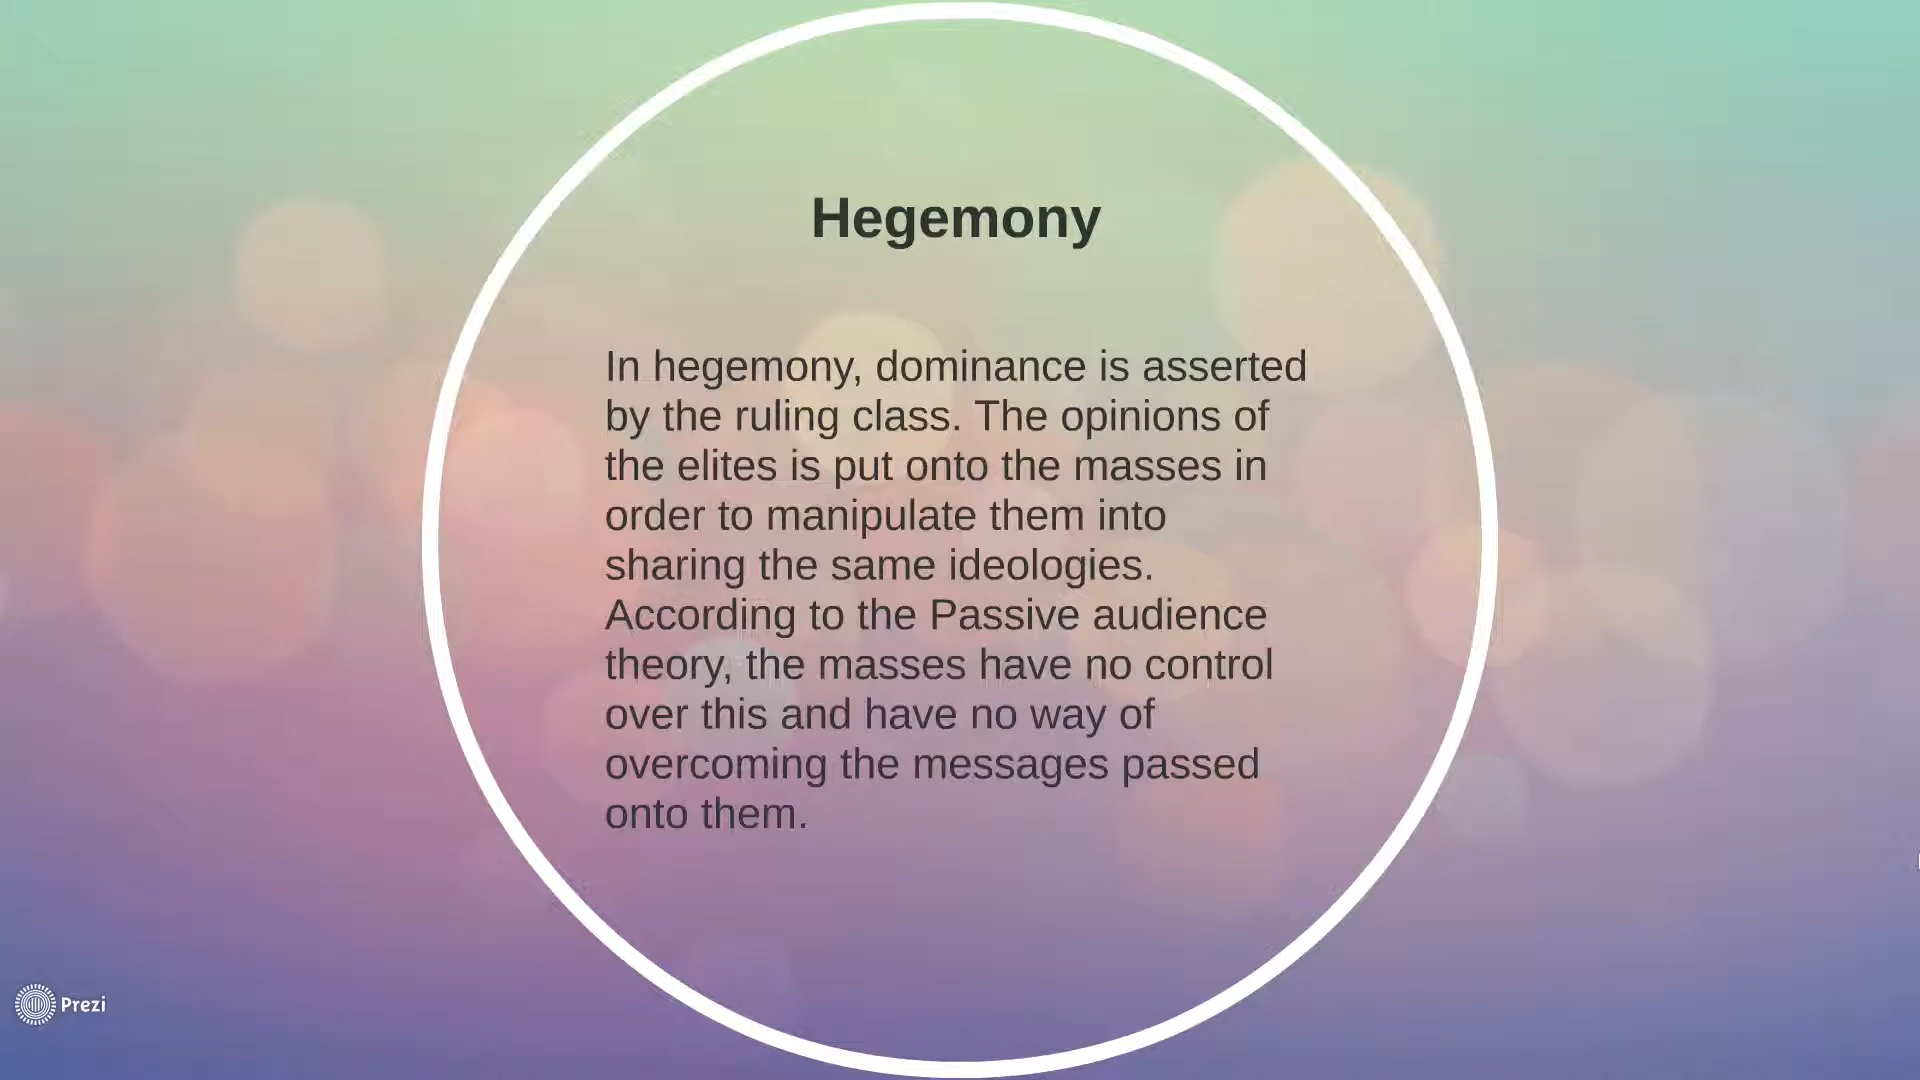 Hegemony
In hegemony, dominance is asserted
by the ruling class. The opinions of
the elites is put onto the masses in
order to manipulate them into
sharing the same ideologies.
According to the Passive audience
theory, the masses have no control
over this and have no way of
overcoming the messages passed
onto them.
Prezi